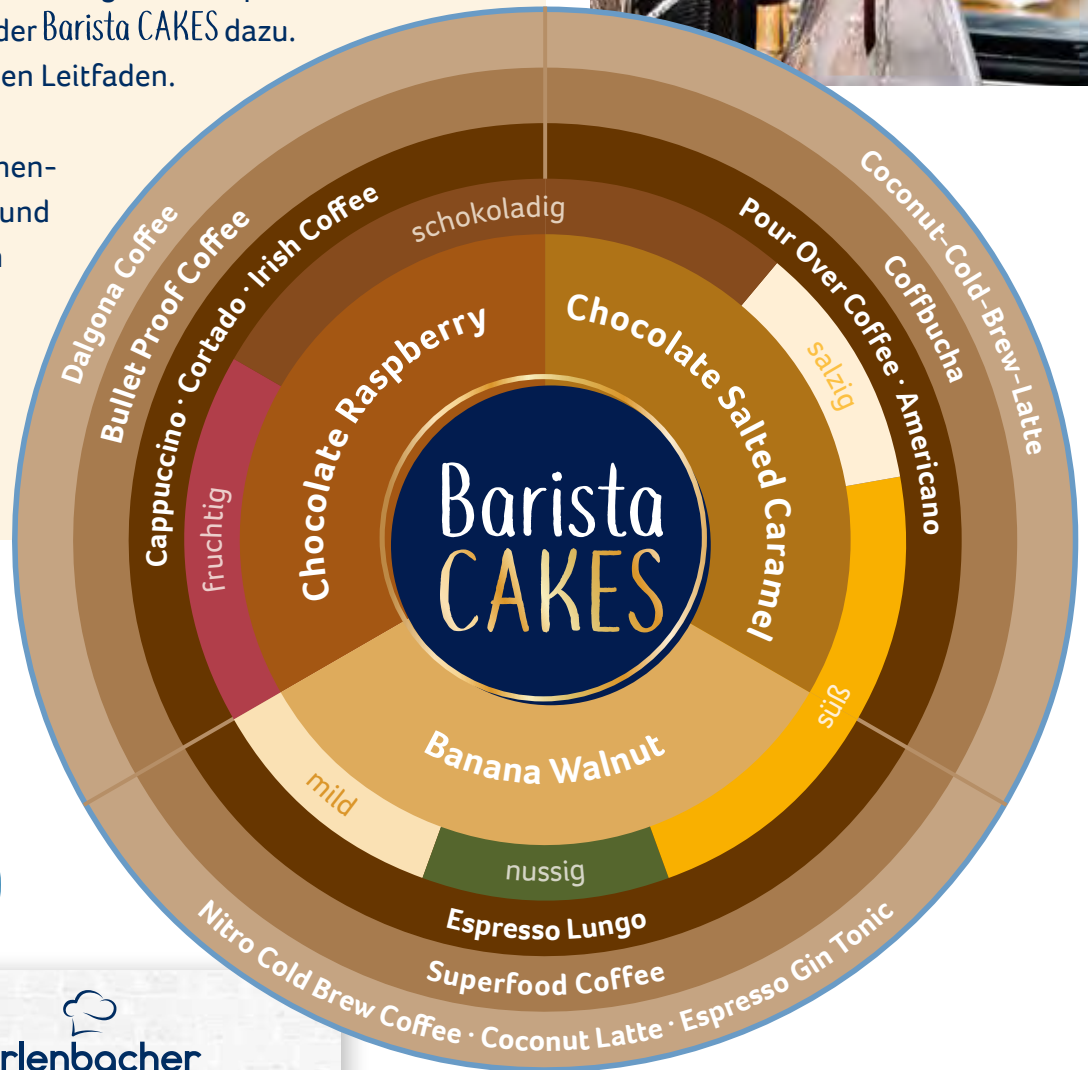 der Barista CAKES dazu.
en Leitfaden.
nen-
und
Dalgona Coffee
Bullet Proof Coffee
Cappuccino · Cortado · Irish Coffee
schokoladig
fruchtig
Chocolate Raspberry
Coconut-Cold-Brew-Latte
Coffbucha
Pour Over Coffee · Americano
salzig
süß
Chocolate Salted Caramel
Barista
CAKES
Banana Walnut
mild
nussig
Espresso Lungo
Superfood Coffee
Nitro Cold Brew Coffee · Coconut Latte · Espresso Gin Tonic
rlenbacher